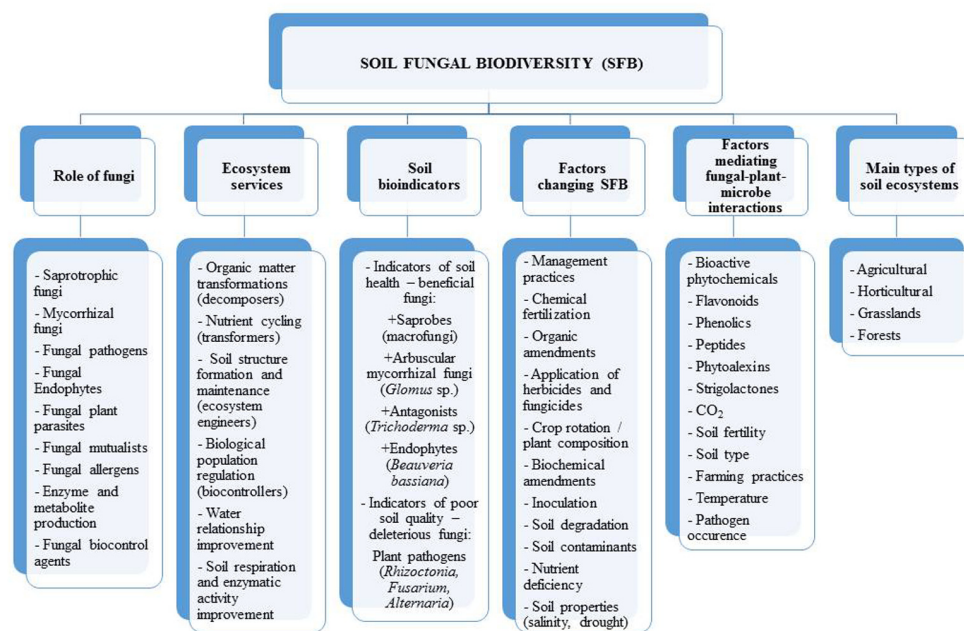 SOIL FUNGAL BIODIVERSITY (SFB)
Role of fungi
- Saprotrophic
fungi
- Mycorrhizal
fungi
- Fungal pathogens
- Fungal
Endophytes
- Fungal plant
parasites
- Fungal mutualists
- Fungal allergens
- Enzyme and
metabolite
production
- Fungal biocontrol
agents
Ecosystem
services
- Organic matter
transformations
(decomposers)
- Nutrient cycling
(transformers)
- Soil structure
formation and
maintenance
(ecosystem
engineers)
- Biological
population
regulation
(biocontrollers)
- Water
relationship
improvement
- Soil respiration
and enzymatic
activity
improvement
Soil
bioindicators
- Indicators of soil
health – beneficial
fungi:
+Saprobes
(macrofungi)
+Arbuscular
mycorrhizal fungi
(Glomus sp.)
+Antagonists
(Trichoderma sp.)
+Endophytes
(Beauveria
bassiana)
- Indicators of poor
soil quality –
deleterious fungi:
Plant pathogens
(Rhizoctonia,
Fusarium,
Alternaria)
Factors
changing SFB
- Management
practices
- Chemical
fertilization
- Organic
amendments
- Application of
herbicides and
fungicides
- Crop rotation /
plant composition
- Biochemical
amendments
- Inoculation
- Soil degradation
- Soil contaminants
- Nutrient
deficiency
- Soil properties
(salinity, drought)
Factors
mediating
fungal-plant-
microbe
interactions
- Bioactive
phytochemicals
- Flavonoids
- Phenolics
- Peptides
- Phytoalexins
- Strigolactones
- CO₂
- Soil fertility
- Soil type
- Farming practices
- Temperature
- Pathogen
occurence
Main types of
soil ecosystems
- Agricultural
- Horticultural
- Grasslands
- Forests